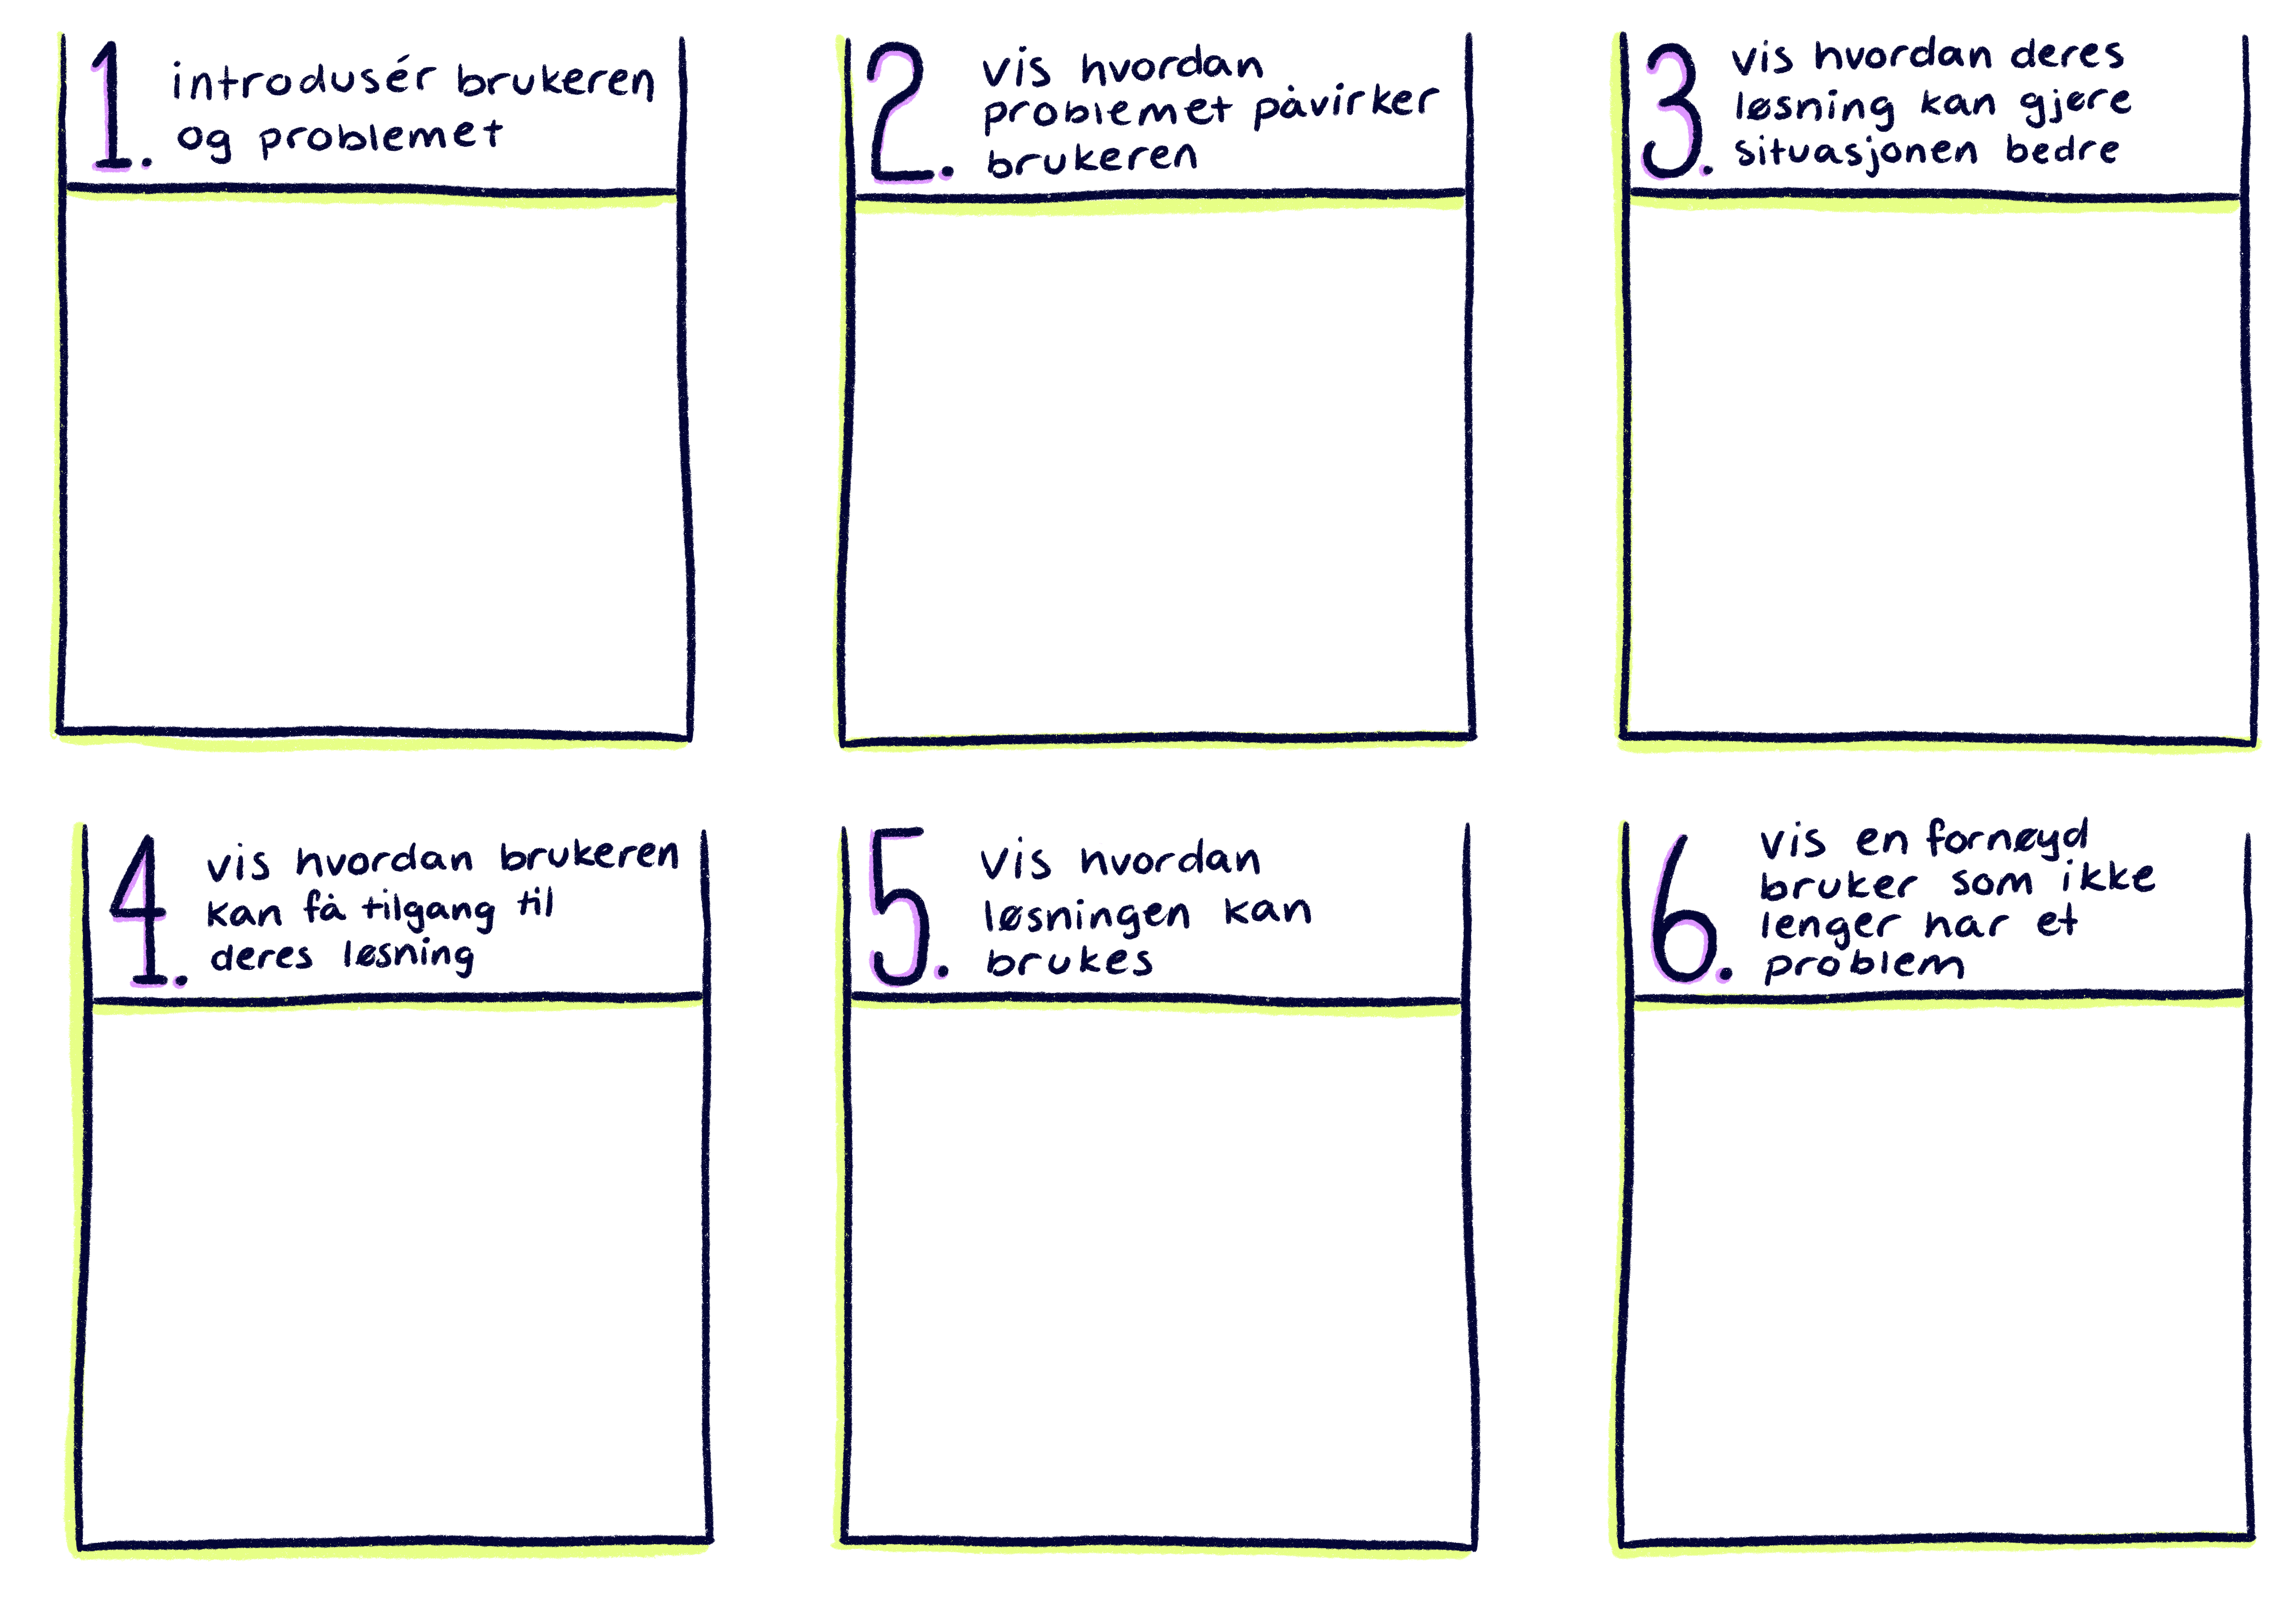 1. introdusér brukeren
og problemet
2. vis hvordan
problemet påvirker
brukeren
3. vis hvordan deres
løsning kan gjøre
situasjonen bedre
4. vis hvordan brukeren
kan få tilgang til
deres løsning
5. vis hvordan
løsningen kan
brukes
6. vis en fornøyd
bruker som ikke
lenger har et
problem